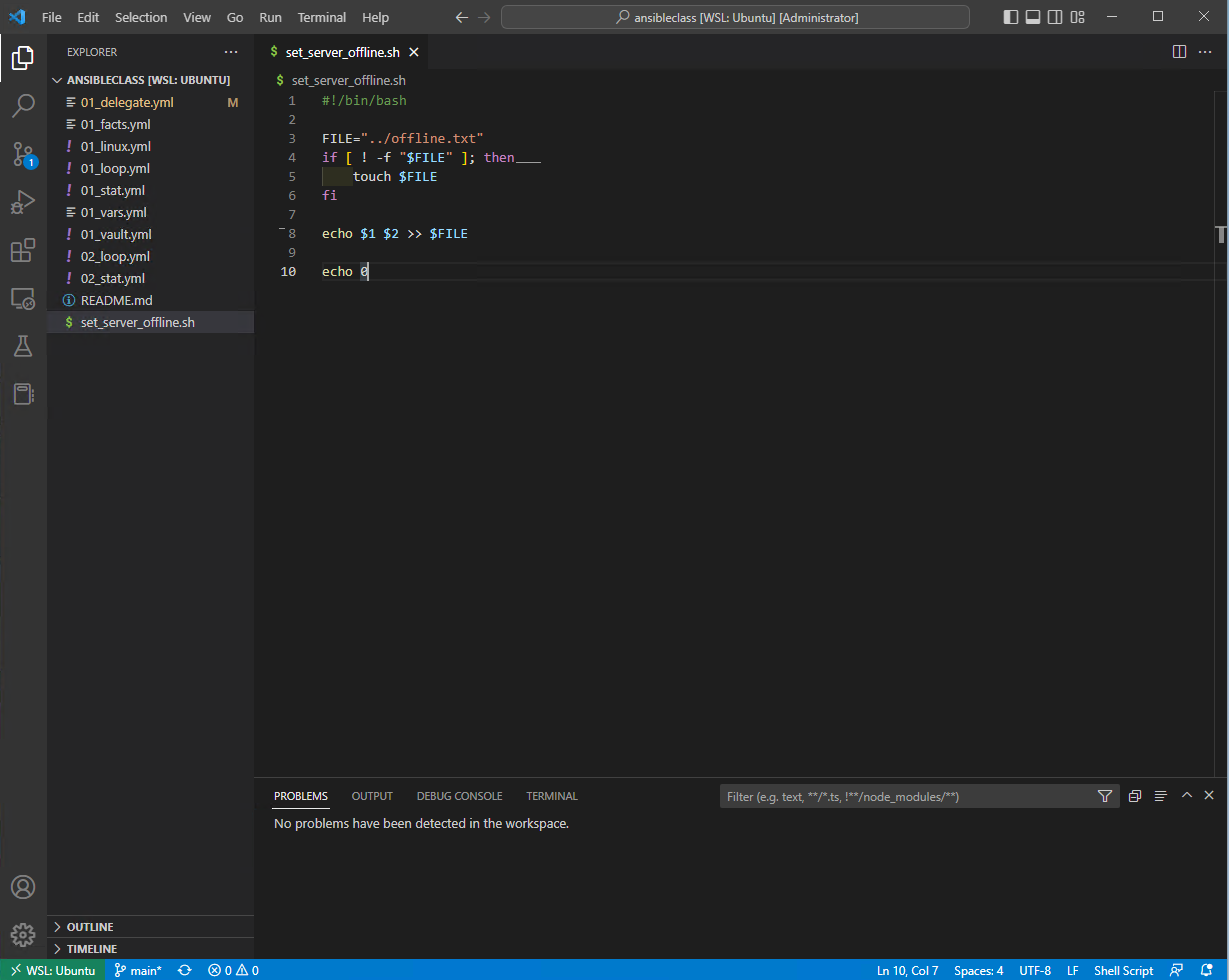 File Edit Selection View Go Run Terminal Help
ansibleclass [WSL: Ubuntu] [Administrator]
EXPLORER
set_server_offline.sh
ANSIBLECLASS [WSL: UBUNTU]
01_delegate.yml M
01_facts.yml
01_linux.yml
01_loop.yml
01_stat.yml
01_vars.yml
01_vault.yml
02_loop.yml
02_stat.yml
README.md
set_server_offline.sh
1
$ set_server_offline.sh
1 #!/bin/bash
2
3 FILE="../offline.txt"
4 if [ ! -f "$FILE" ]; then
5 touch $FILE
6 fi
7
8 echo $1 $2 >> $FILE
9
10 echo 0
PROBLEMS OUTPUT DEBUG CONSOLE TERMINAL
Filter (e.g. text, **/*.ts, !**/node_modules/**)
No problems have been detected in the workspace.
OUTLINE
TIMELINE
WSL: Ubuntu main* 0 0 Ln 10, Col 7 Spaces: 4 UTF-8 LF Shell Script